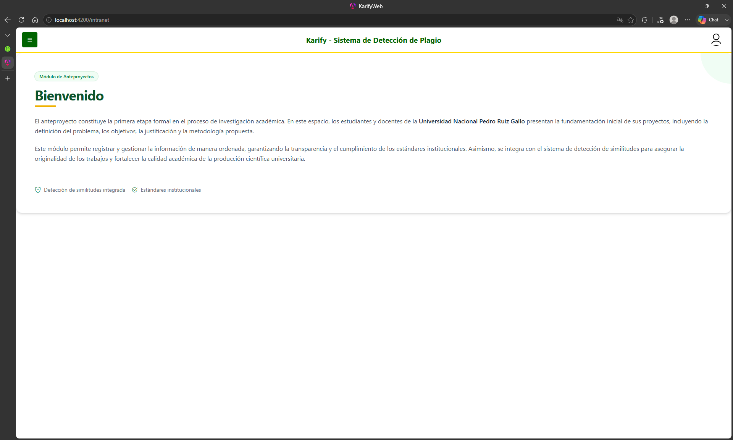 KarifyWeb
localhost:4200/intranet
Chat
Karify - Sistema de Detección de Plagio
Módulo de Anteproyectos
Bienvenido
El anteproyecto constituye la primera etapa formal en el proceso de investigación académica. En este espacio, los estudiantes y docentes de la Universidad Nacional Pedro Ruiz Gallo presentan la fundamentación inicial de sus proyectos, incluyendo la
definición del problema, los objetivos, la justificación y la metodología propuesta.
Este módulo permite registrar y gestionar la información de manera ordenada, garantizando la transparencia y el cumplimiento de los estándares institucionales. Asimismo, se integra con el sistema de detección de similitudes para asegurar la
originalidad de los trabajos y fortalecer la calidad académica de la producción científica universitaria.
Detección de similitudes integrada
Estándares institucionales